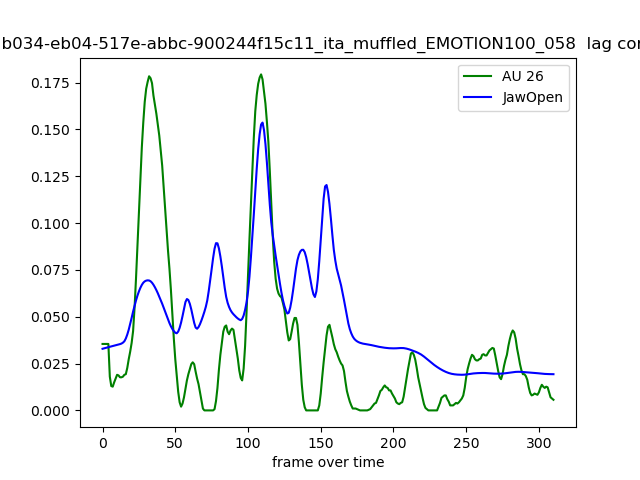 b034-eb04-517e-abbc-900244f15c11_ita_muffled_EMOTION100_058 lag
AU 26
JawOpen
0.175
0.150
0.125
0.100
0.075
0.050
0.025
0.000
0 50 100 150 200 250 300
frame over time